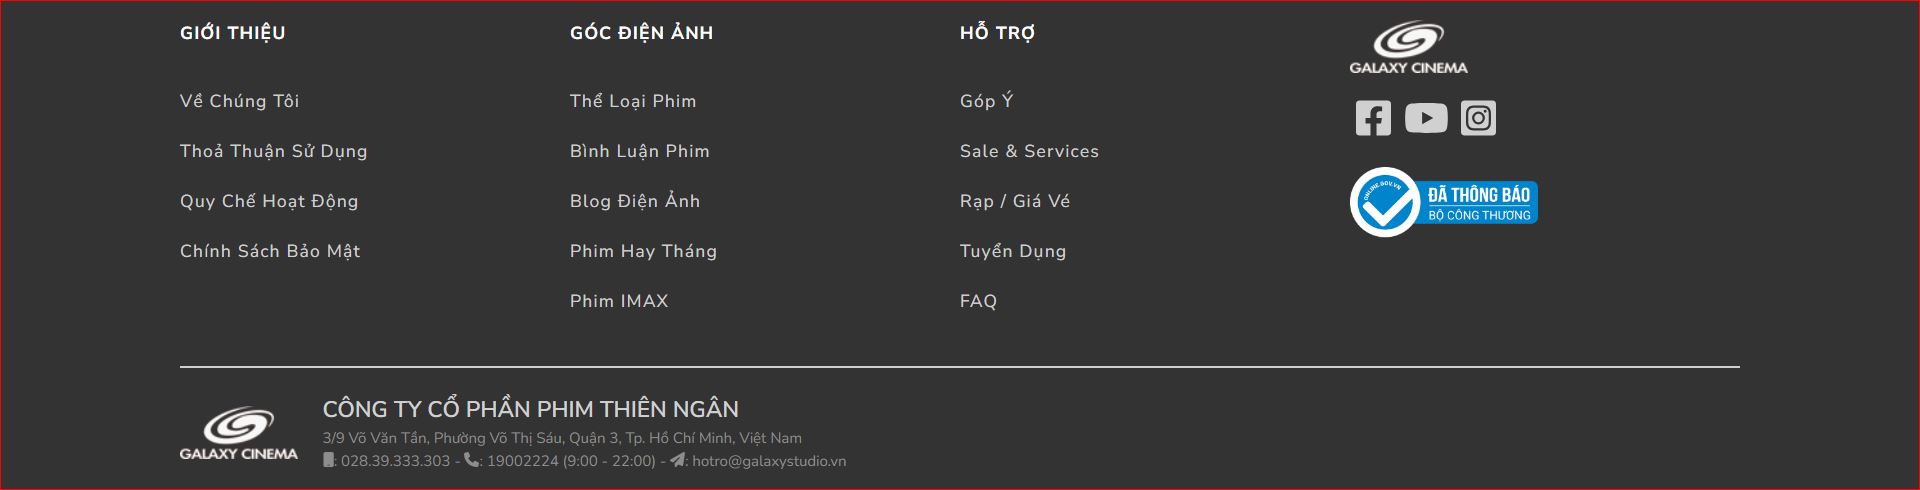 GIỚI THIỆU
Về Chúng Tôi
Thoả Thuận Sử Dụng
Quy Chế Hoạt Động
Chính Sách Bảo Mật
GÓC ĐIỆN ẢNH
Thể Loại Phim
Bình Luận Phim
Blog Điện Ảnh
Phim Hay Tháng
Phim IMAX
HỖ TRỢ
Góp Ý
Sale & Services
Rạp / Giá Vé
Tuyển Dụng
FAQ
GALAXY CINEMA
ONLINE.GOV.VN
ĐÃ THÔNG BÁO
BỘ CÔNG THƯƠNG
GALAXY CINEMA
CÔNG TY CỔ PHẦN PHIM THIÊN NGÂN
3/9 Võ Văn Tần, Phường Võ Thị Sáu, Quận 3, Tp. Hồ Chí Minh, Việt Nam
: 028.39.333.303 - : 19002224 (9:00 - 22:00) - : hotro@galaxystudio.vn